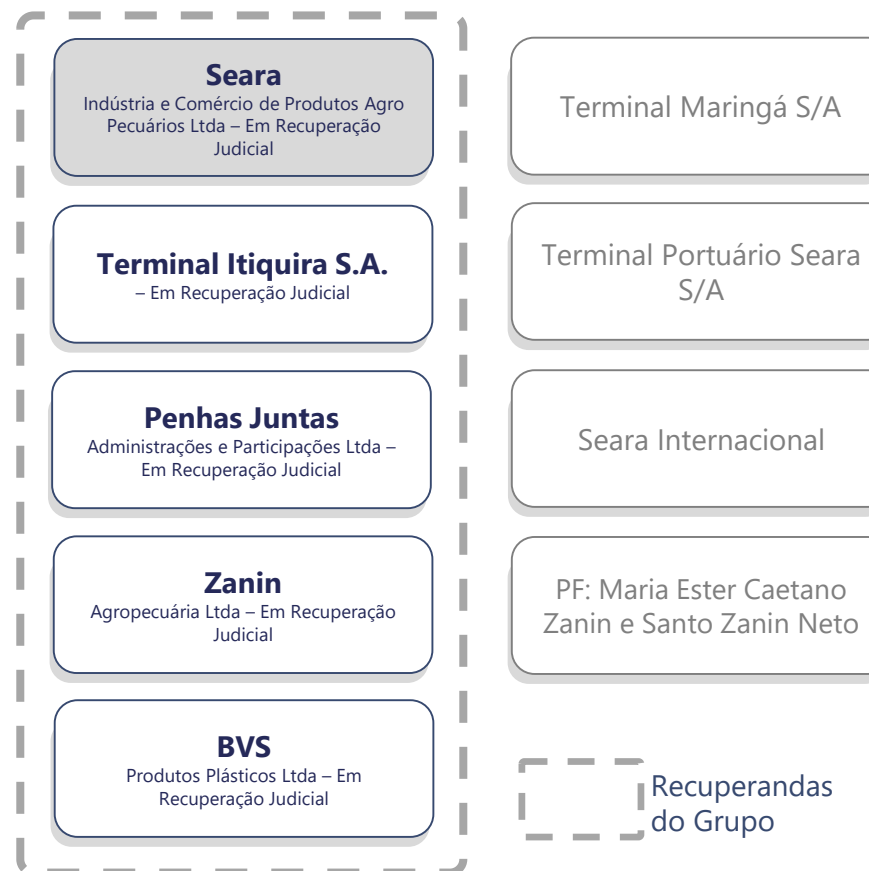 Seara
Indústria e Comércio de Produtos Agro
Pecuários Ltda – Em Recuperação
Judicial
Terminal Itiquira S.A.
– Em Recuperação Judicial
Penhas Juntas
Administrações e Participações Ltda –
Em Recuperação Judicial
Zanin
Agropecuária Ltda – Em Recuperação
Judicial
BVS
Produtos Plásticos Ltda – Em
Recuperação Judicial
Terminal Maringá S/A
Terminal Portuário Seara
S/A
Seara Internacional
PF: Maria Ester Caetano
Zanin e Santo Zanin Neto
Recuperandas
do Grupo